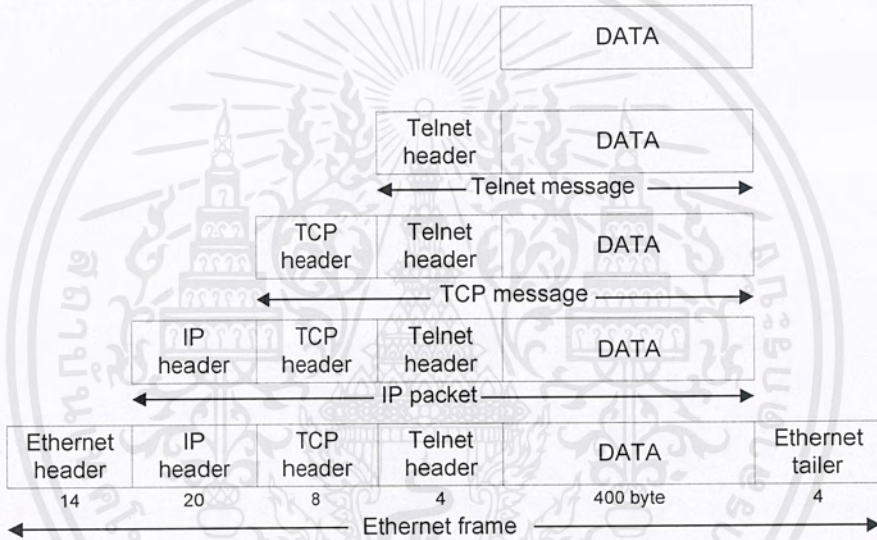 DATA
Telnet header DATA
Telnet message
TCP header Telnet header DATA
TCP message
IP header TCP header Telnet header DATA
IP packet
Ethernet header IP header TCP header Telnet header DATA Ethernet tailer
14 20 8 4 400 byte 4
Ethernet frame